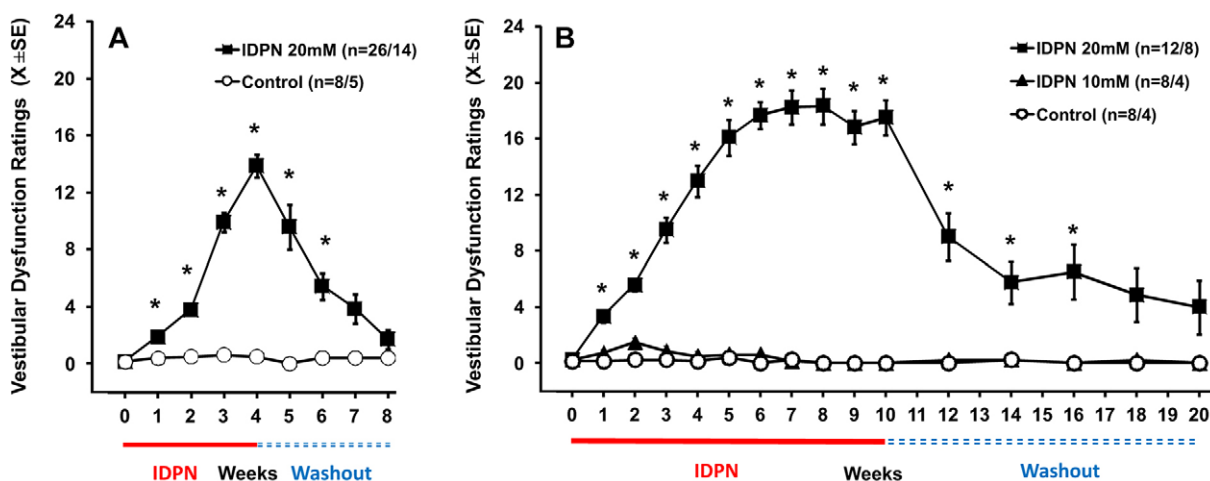 A
IDPN 20mM (n=26/14)
Control (n=8/5)
Vestibular Dysfunction Ratings (X ±SE)
24
20
16
12
8
4
0
* * * * * *
0 1 2 3 4 5 6 7 8
IDPN Weeks Washout
B
IDPN 20mM (n=12/8)
IDPN 10mM (n=8/4)
Control (n=8/4)
Vestibular Dysfunction Ratings (X ±SE)
24
20
16
12
8
4
0
* * * * * * * * * * * * *
0 1 2 3 4 5 6 7 8 9 10 11 12 13 14 15 16 17 18 19 20
IDPN Weeks Washout